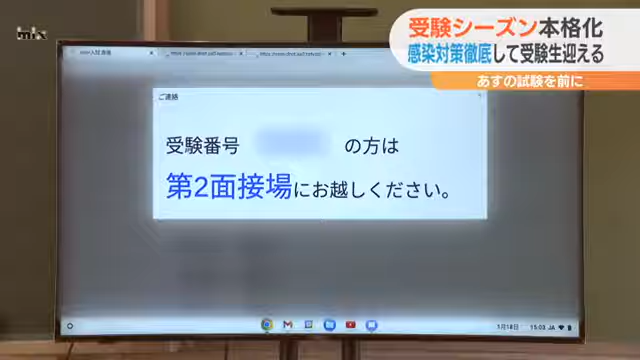 mix
受験シーズン本格化
感染対策徹底して受験生迎える
あすの試験を前に
ご連絡
受験番号 の方は
第2面接場にお越しください。
1月18日 15:03 JA